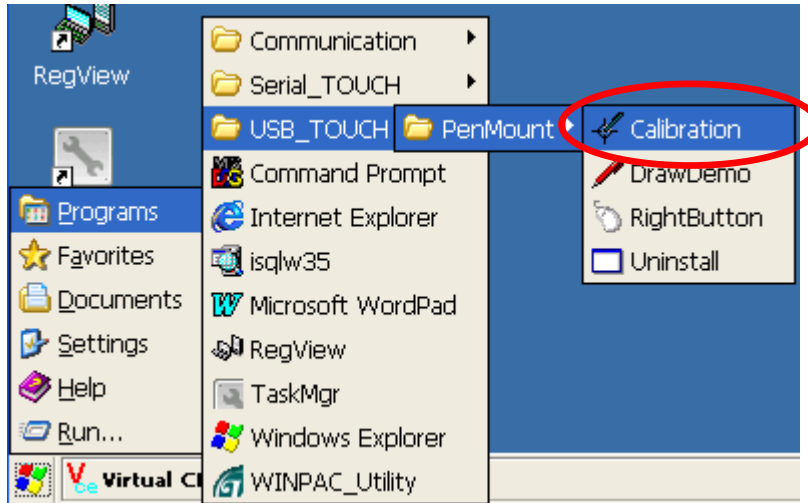 RegView
Programs
Favorites
Documents
Settings
Help
Run...
Virtual Cl
Communication
Serial_TOUCH
USB_TOUCH
Command Prompt
Internet Explorer
isqlw35
Microsoft WordPad
RegView
TaskMgr
Windows Explorer
WINPAC_Utility
PenMount
Calibration
DrawDemo
RightButton
Uninstall